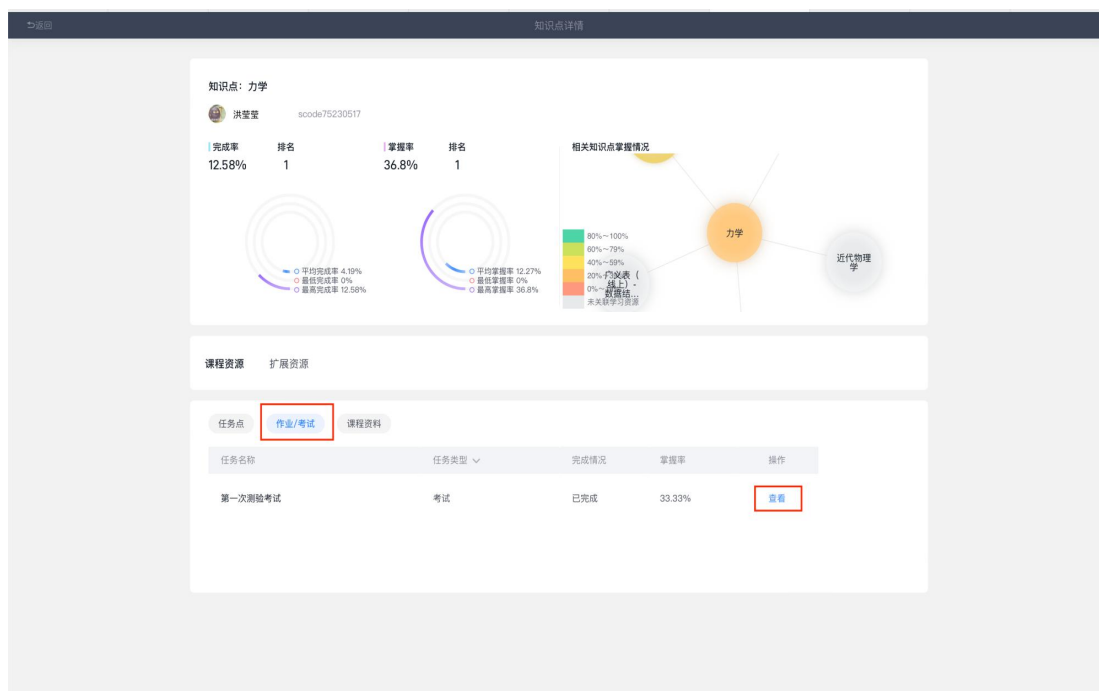 返回
知识点详情
知识点：力学
洪莹莹 scode75230517
完成率 排名
12.58% 1
平均完成率 4.19%
最低完成率 0%
最高完成率 12.58%
掌握率 排名
36.8% 1
平均掌握率 12.27%
最低掌握率 0%
最高掌握率 36.8%
相关知识点掌握情况
80%～100%
60%～79%
40%～59%
20%～
0%～
未关联学习资源
力学
近代物理
学
广义表（
线上）-
数据结...
课程资源 扩展资源
任务点 作业/考试 课程资料
任务名称 任务类型 完成情况 掌握率 操作
第一次测验考试 考试 已完成 33.33% 查看